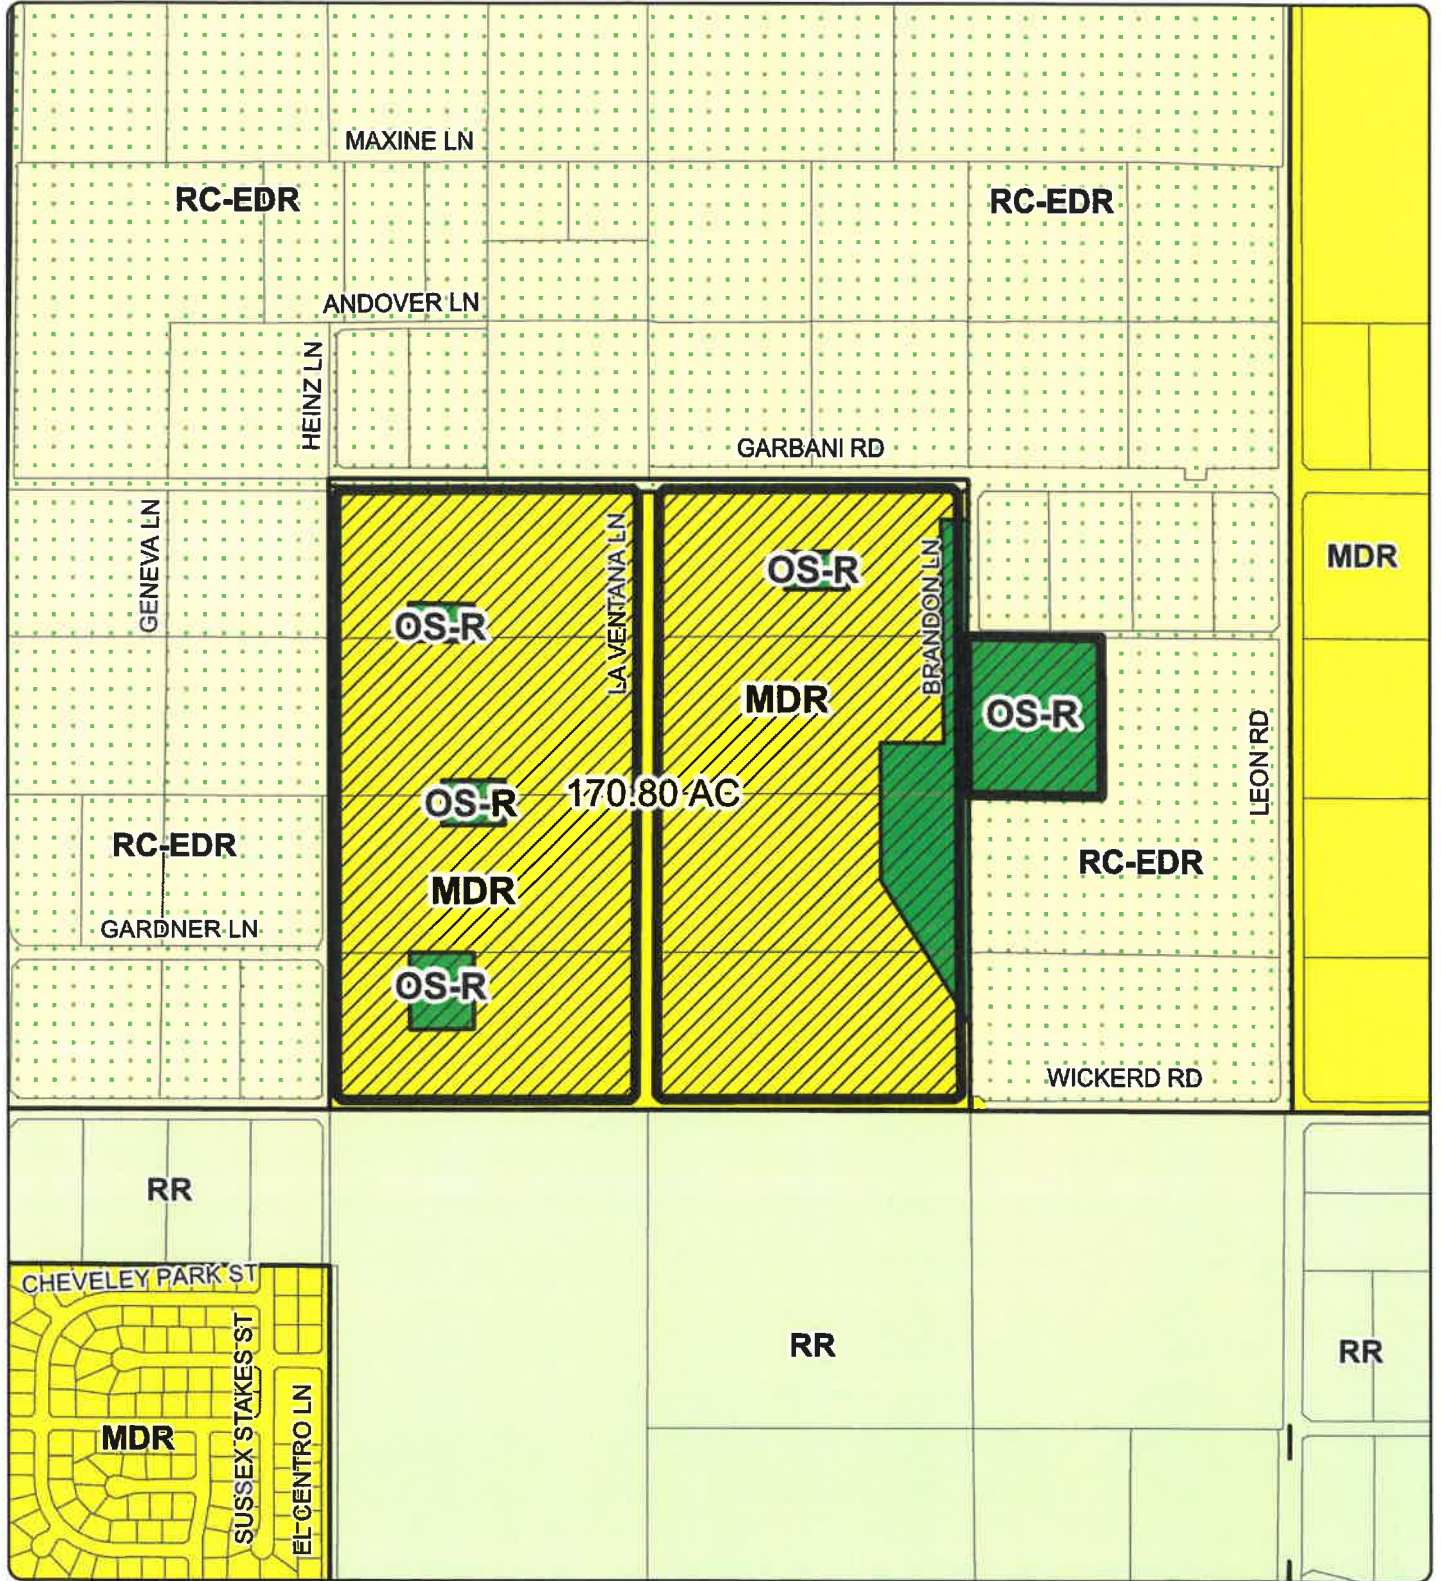 MAXINE LN
RC-EDR
RC-EDR
ANDOVER LN
HEINZ LN
GARBANI RD
GENEVA LN
LA VENTANA LN
BRANDON LN
OS-R
MDR
OS-R
MDR
OS-R
LEON RD
170.80 AC
OS-R
RC-EDR
RC-EDR
MDR
GARDNER LN
OS-R
WICKERD RD
RR
CHEVELEY PARK ST
SUSSEX STAKES ST
EL CENTRO LN
RR
RR
MDR